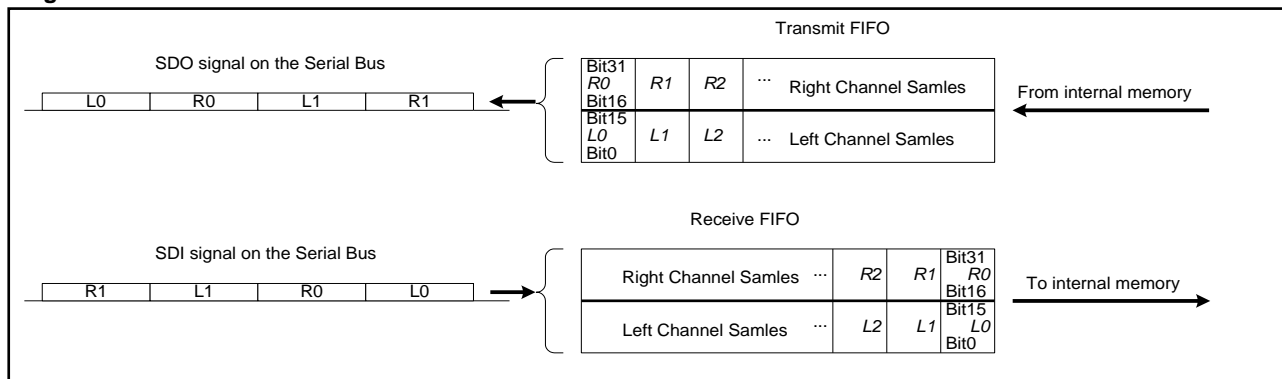 Transmit FIFO
SDO signal on the Serial Bus
L0 R0 L1 R1
Bit31
R0 R1 R2 ... Right Channel Samles
Bit16
From internal memory
Bit15
L0 L1 L2 ... Left Channel Samles
Bit0
Receive FIFO
SDI signal on the Serial Bus
R1 L1 R0 L0
Bit31
Right Channel Samles ... R2 R1 R0
Bit16
To internal memory
Bit15
Left Channel Samles ... L2 L1 L0
Bit0